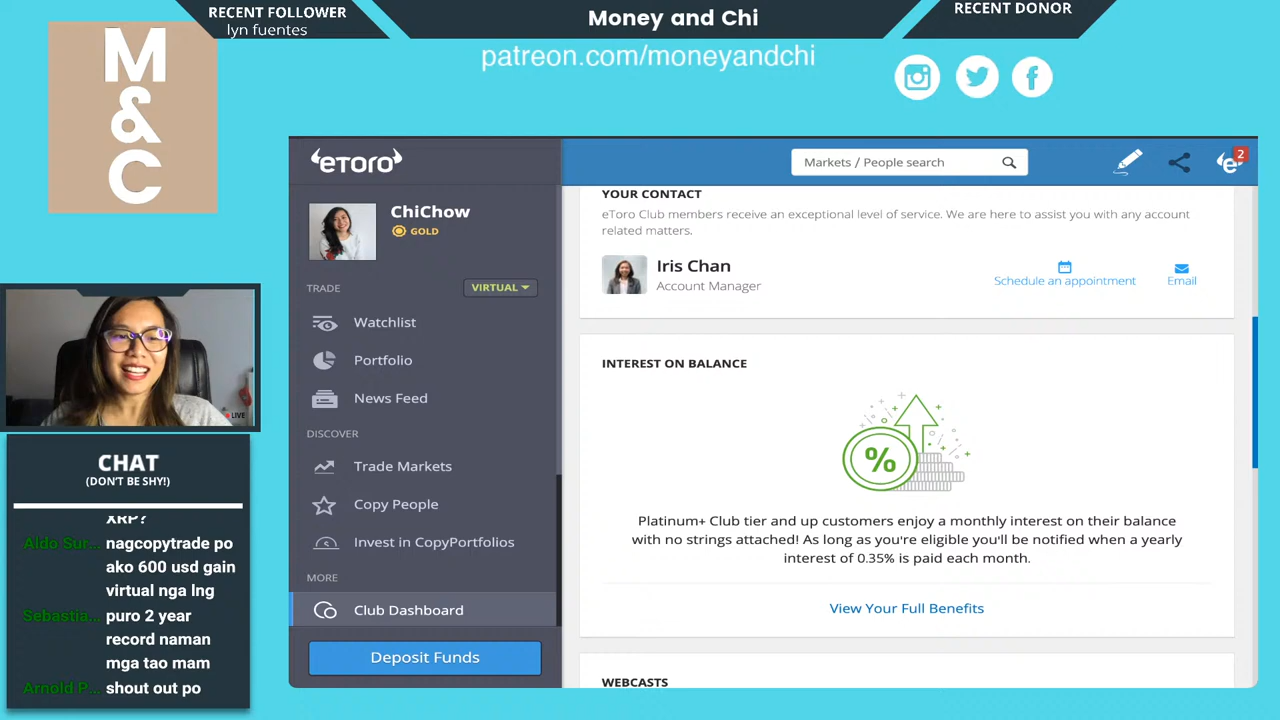 RECENT FOLLOWER
lyn fuentes
Money and Chi
RECENT DONOR
patreon.com/moneyandchi
M
&
C
eTORO
Markets / People search
2
ChiChow
GOLD
TRADE
VIRTUAL
Watchlist
Portfolio
News Feed
DISCOVER
Trade Markets
Copy People
Invest in CopyPortfolios
MORE
Club Dashboard
Deposit Funds
YOUR CONTACT
eToro Club members receive an exceptional level of service. We are here to assist you with any account
related matters.
Iris Chan
Account Manager
Schedule an appointment
Email
INTEREST ON BALANCE
%
Platinum+ Club tier and up customers enjoy a monthly interest on their balance
with no strings attached! As long as you're eligible you'll be notified when a yearly
interest of 0.35% is paid each month.
View Your Full Benefits
WEBCASTS
LIVE
CHAT
(DON'T BE SHY!)
XRP?
Aldo Sur... nagcopytrade po
ako 600 usd gain
virtual nga lng
Sebastia... puro 2 year
record naman
mga tao mam
Arnold P... shout out po